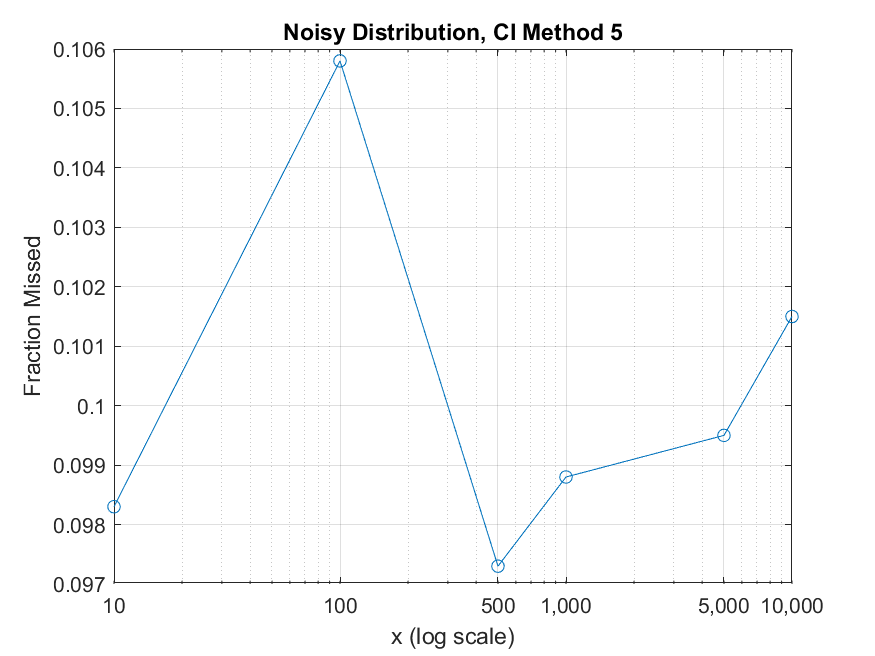 Noisy Distribution, CI Method 5
0.106
0.105
0.104
0.103
0.102
0.101
0.1
0.099
0.098
0.097
Fraction Missed
10 100 500 1,000 5,000 10,000
x (log scale)